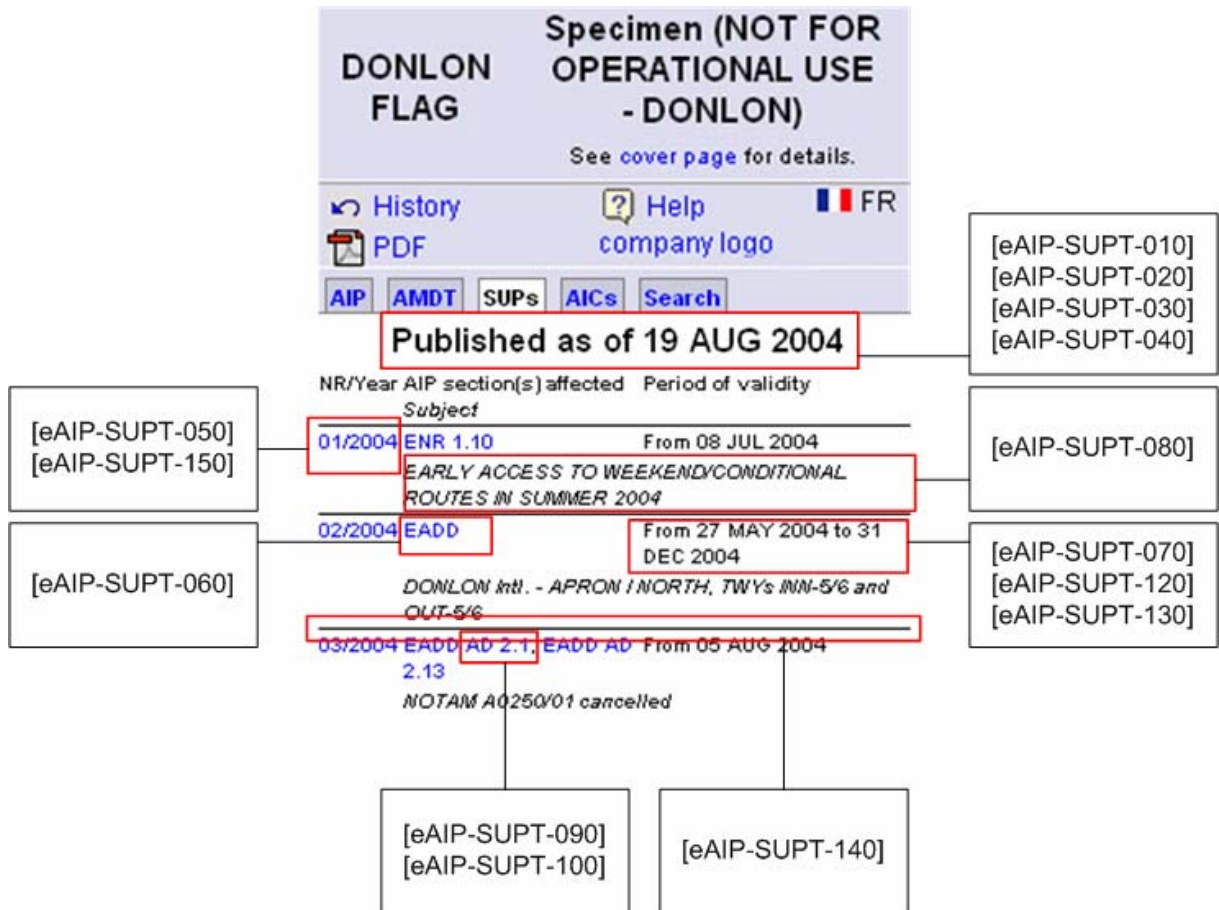 DONLON
FLAG
Specimen (NOT FOR
OPERATIONAL USE
- DONLON)
See cover page for details.
History
Help
FR
PDF
company logo
AIP AMDT SUPs AICs Search
Published as of 19 AUG 2004
NR/Year AIP section(s) affected Period of validity
Subject
01/2004 ENR 1.10 From 08 JUL 2004
EARLY ACCESS TO WEEKEND/CONDITIONAL
ROUTES IN SUMMER 2004
02/2004 EADD From 27 MAY 2004 to 31
DEC 2004
DONLON Intl. - APRON I NORTH, TWYs INN-5/6 and
OUT-5/6
03/2004 EADD AD 2.1, EADD AD From 05 AUG 2004
2.13
NOTAM A0250/01 cancelled
[eAIP-SUPT-010]
[eAIP-SUPT-020]
[eAIP-SUPT-030]
[eAIP-SUPT-040]
[eAIP-SUPT-050]
[eAIP-SUPT-150]
[eAIP-SUPT-080]
[eAIP-SUPT-060]
[eAIP-SUPT-070]
[eAIP-SUPT-120]
[eAIP-SUPT-130]
[eAIP-SUPT-090]
[eAIP-SUPT-100]
[eAIP-SUPT-140]